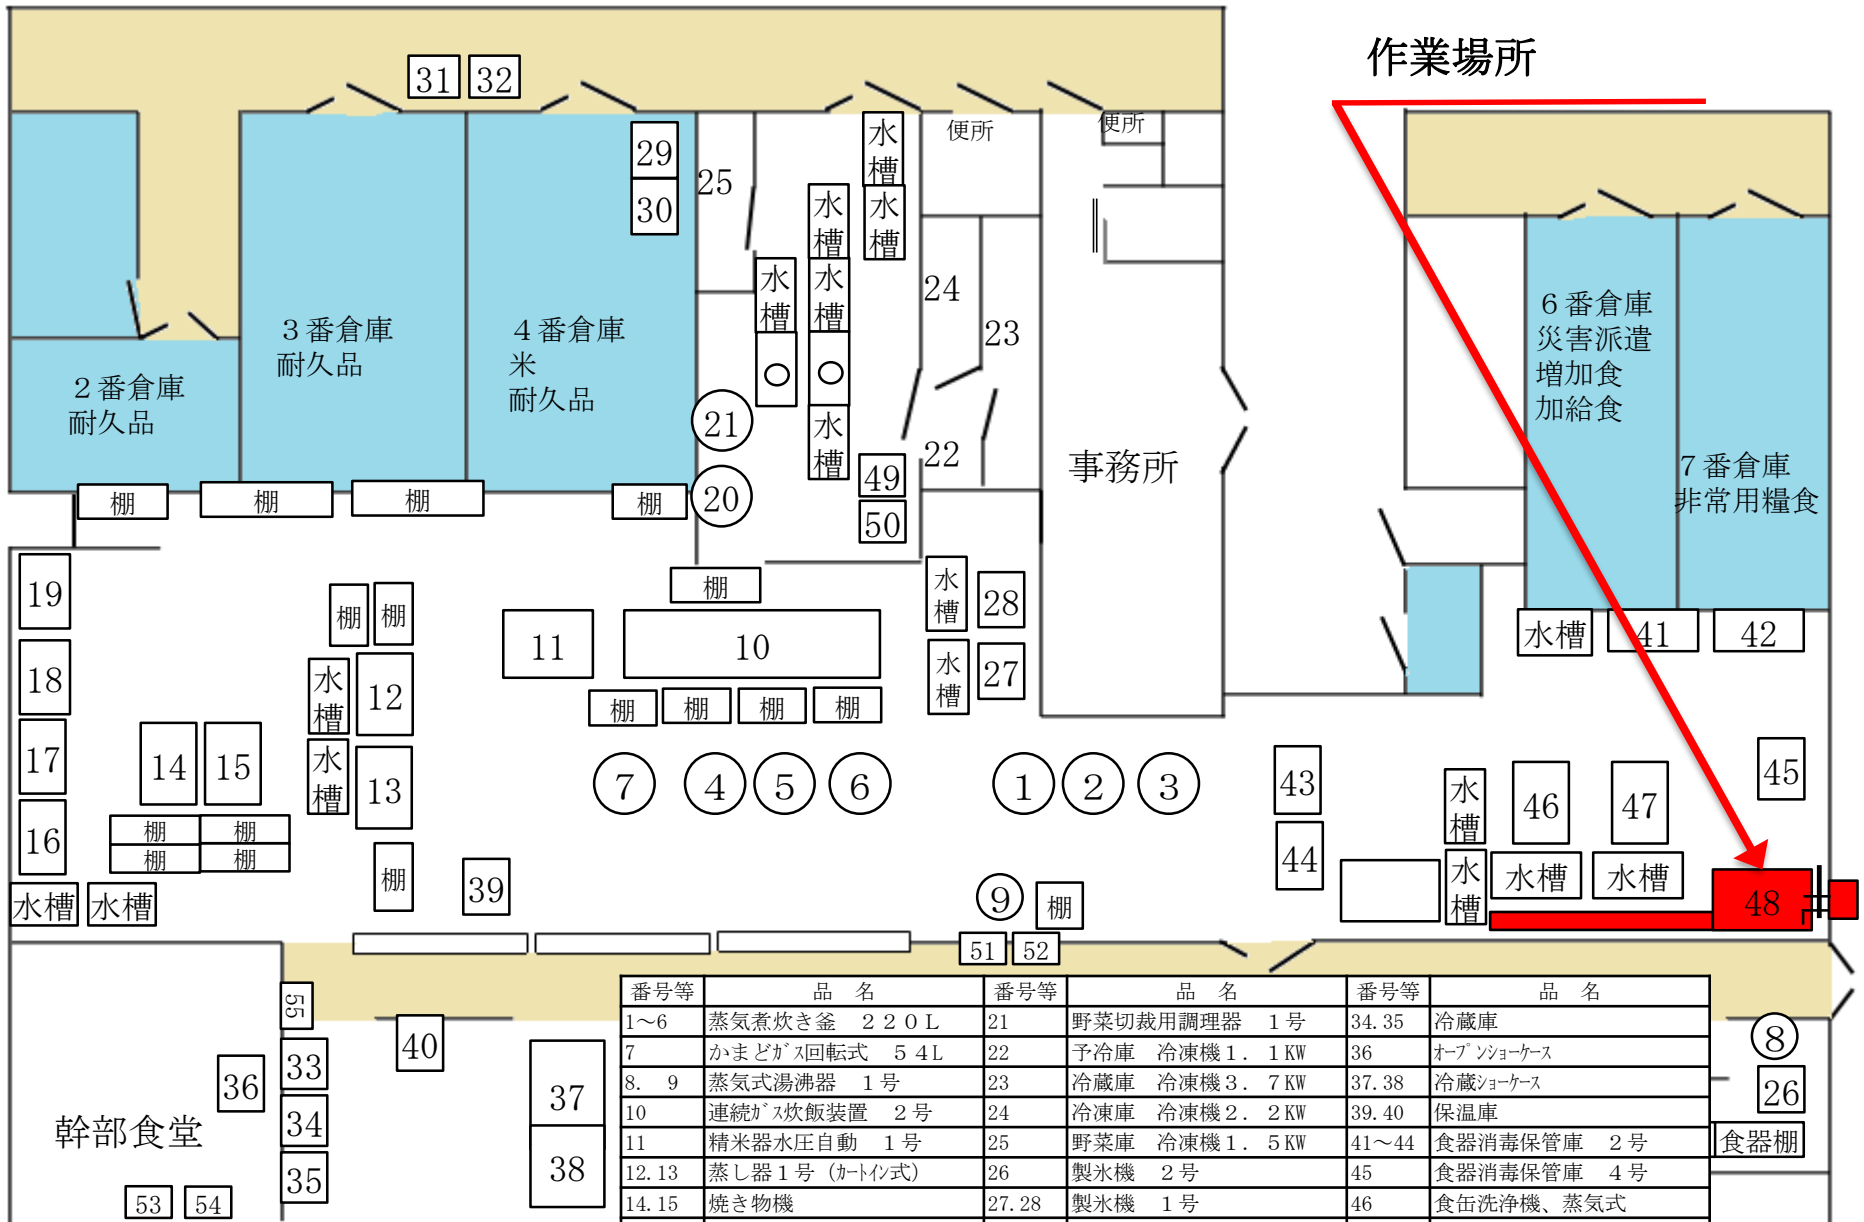 作業場所
31
32
便所
便所
水槽
29
30
25
水槽
水槽
水槽
水槽
24
23
3番倉庫
耐久品
4番倉庫
米
耐久品
2番倉庫
耐久品
6番倉庫
災害派遣
増加食
加給食
7番倉庫
非常用糧食
事務所
21
20
水槽
22
49
50
棚
棚
棚
棚
19
18
17
16
棚
棚
水槽
12
水槽
13
14
15
棚
棚
棚
棚
水槽
水槽
棚
39
棚
11
10
棚
棚
棚
棚
水槽
28
水槽
27
7
4
5
6
1
2
3
9
棚
51
52
水槽
41
42
43
44
45
水槽
46
47
水槽
水槽
水槽
48
55
33
34
35
36
幹部食堂
53
54
40
37
38
8
26
食器棚
番号等 品 名 番号等 品 名 番号等 品 名
1～6 蒸気煮炊き釜 220L 21 野菜切裁用調理器 1号 34.35 冷蔵庫
7 かまどガス回転式 54L 22 予冷庫 冷凍機1.1KW 36 オープンショーケース
8. 9 蒸気式湯沸器 1号 23 冷蔵庫 冷凍機3.7KW 37.38 冷蔵ショーケース
10 連続ガス炊飯装置 2号 24 冷凍庫 冷凍機2.2KW 39.40 保温庫
11 精米器水圧自動 1号 25 野菜庫 冷凍機1.5KW 41～44 食器消毒保管庫 2号
12.13 蒸し器1号（カートイン式） 26 製氷機 2号 45 食器消毒保管庫 4号
14.15 焼き物機 27.28 製氷機 1号 46 食缶洗浄機、蒸気式